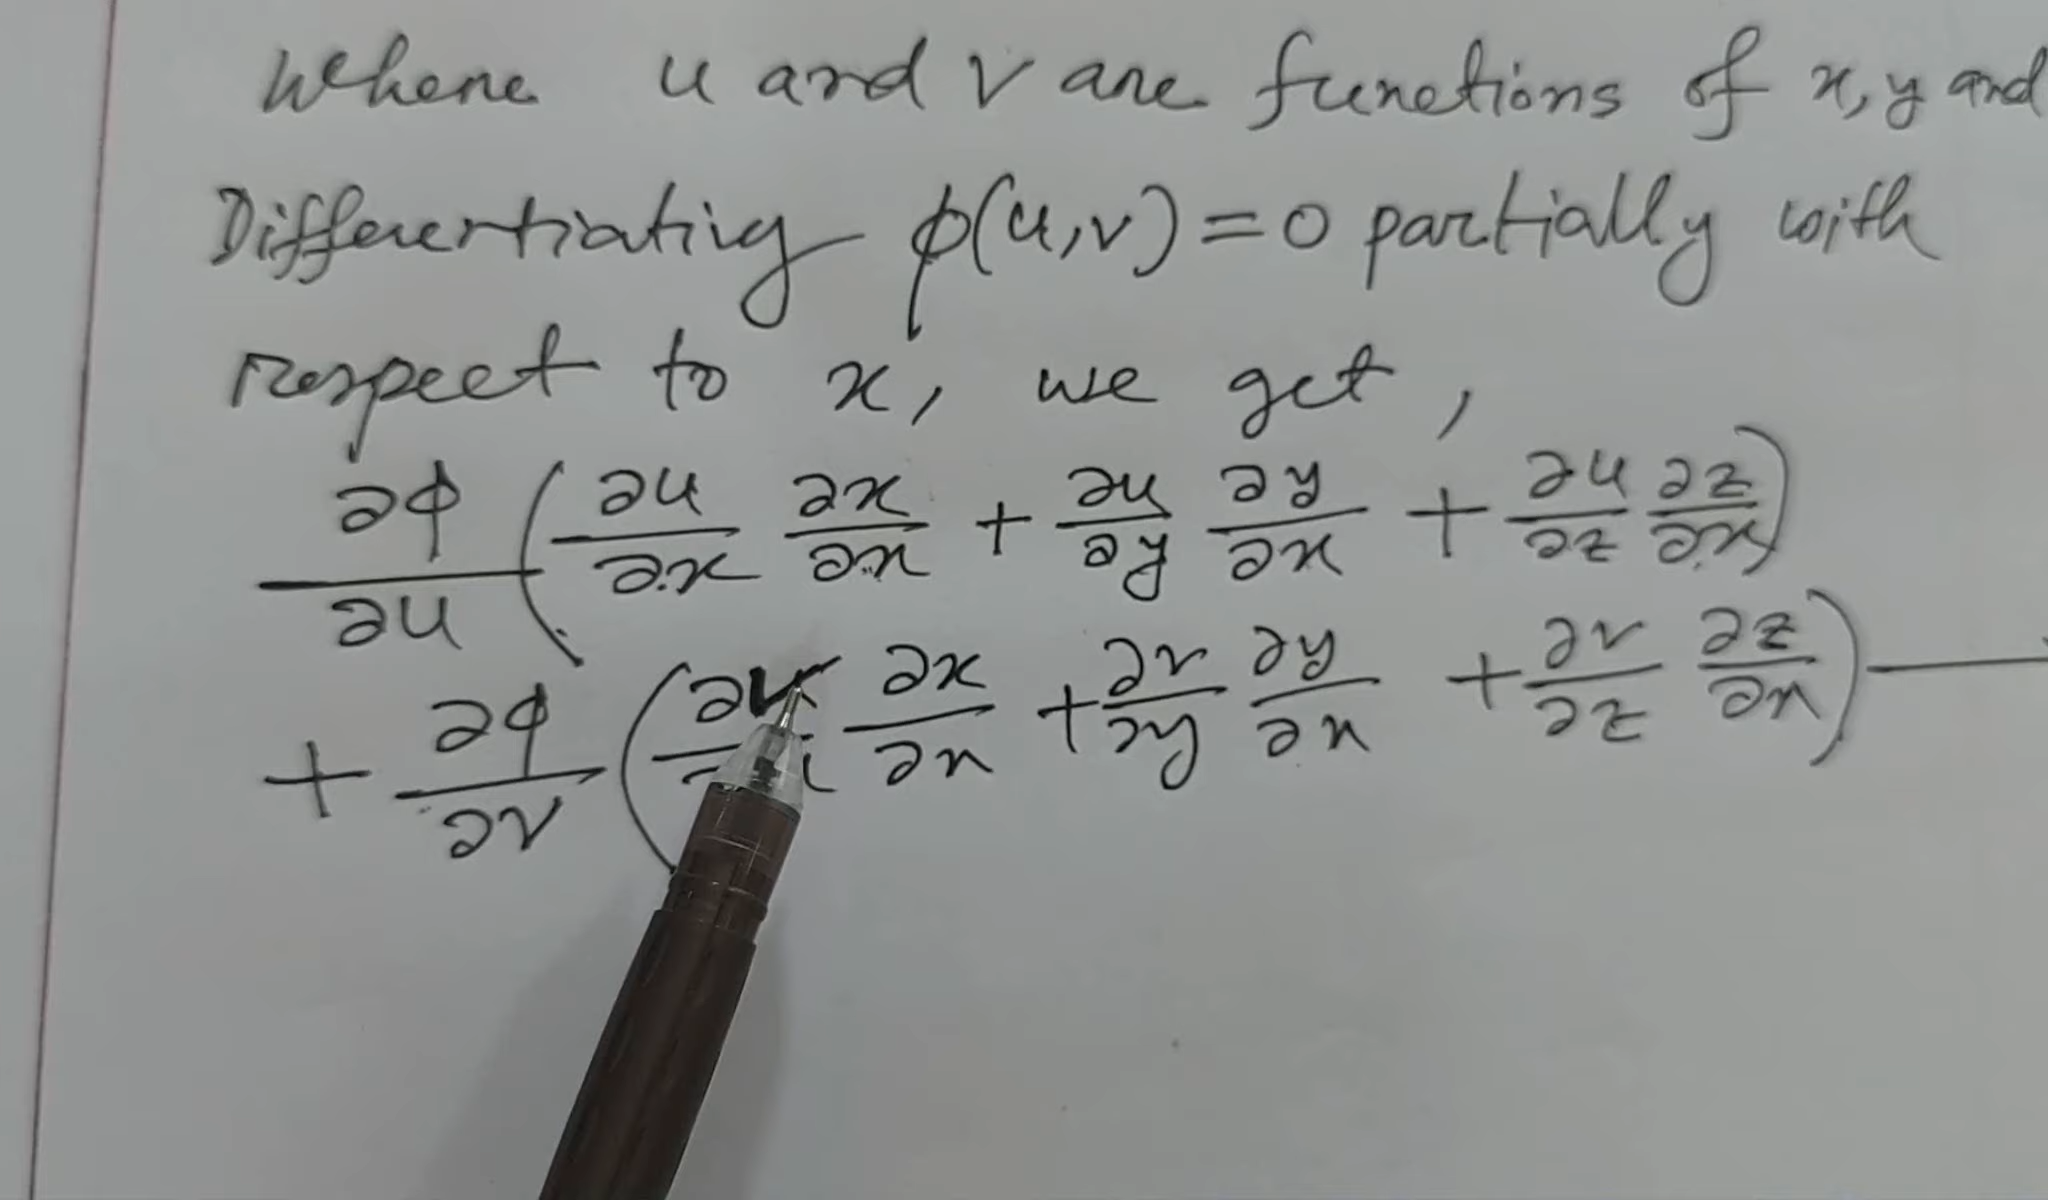 where u and v are functions of x, y and
Differentiating ϕ(u,v)=0 partially with
respect to x, we get,
∂ϕ/∂u (∂u/∂x ∂x/∂x + ∂u/∂y ∂y/∂x + ∂u/∂z ∂z/∂x)
+ ∂ϕ/∂v (∂v/∂x ∂x/∂x + ∂v/∂y ∂y/∂x + ∂v/∂z ∂z/∂x) —